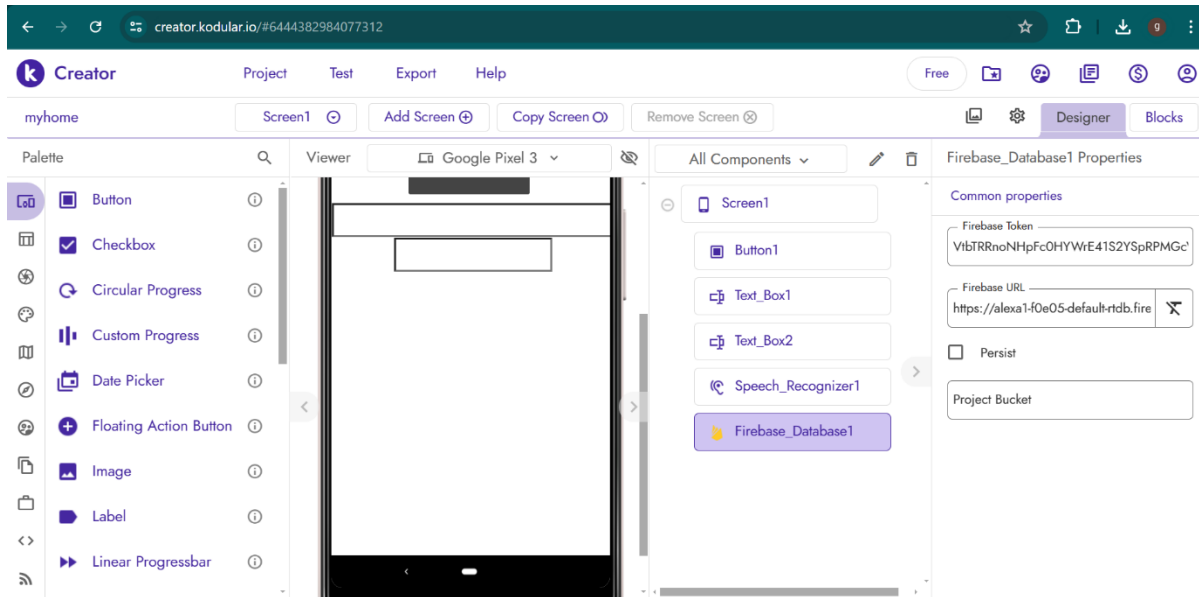 creator.kodular.io/#6444382984077312
g
k Creator Project Test Export Help Free
myhome Screen1 Add Screen Copy Screen Remove Screen Designer Blocks
Palette Viewer Google Pixel 3 All Components Firebase_Database1 Properties
Button
Checkbox
Circular Progress
Custom Progress
Date Picker
Floating Action Button
Image
Label
Linear Progressbar
Screen1
Button1
Text_Box1
Text_Box2
Speech_Recognizer1
Firebase_Database1
Common properties
Firebase Token
VtbTRRnoNHpFc0HYWrE41S2YSpRPMGc
Firebase URL
https://alexa1-f0e05-default-rtdb.fire
Persist
Project Bucket